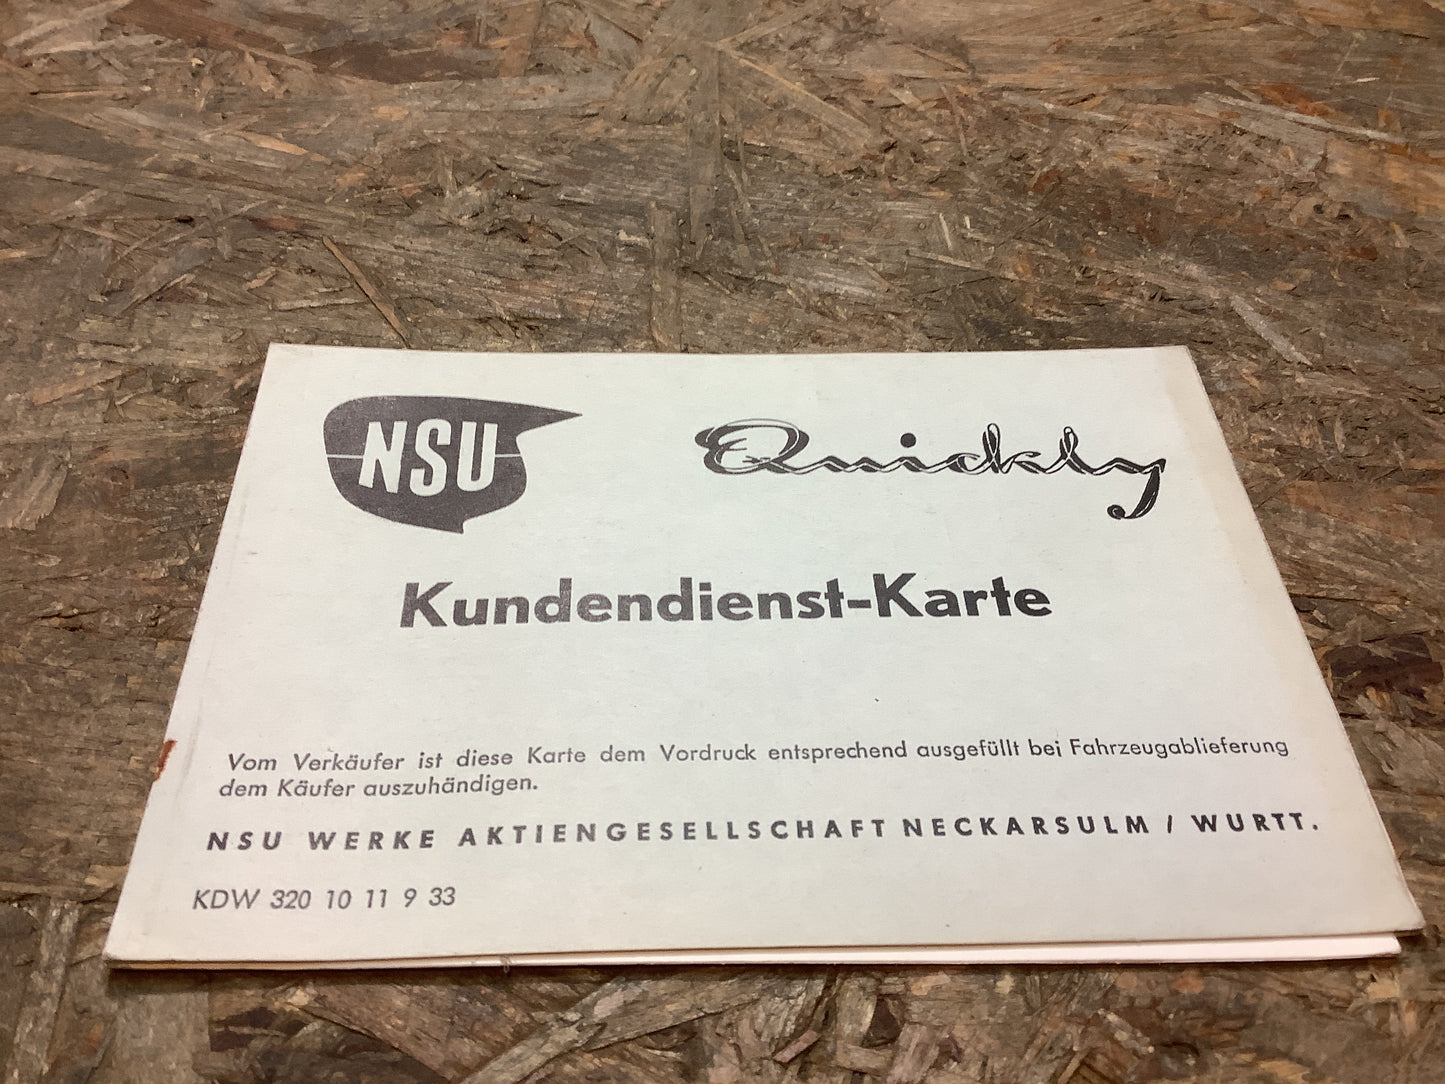 NSU Quickly
Kundendienst-Karte
Vom Verkäufer ist diese Karte dem Vordruck entsprechend ausgefüllt bei Fahrzeugablieferung
dem Käufer auszuhändigen.
NSU WERKE AKTIENGESELLSCHAFT NECKARSULM / WURTT.
KDW 320 10 11 9 33